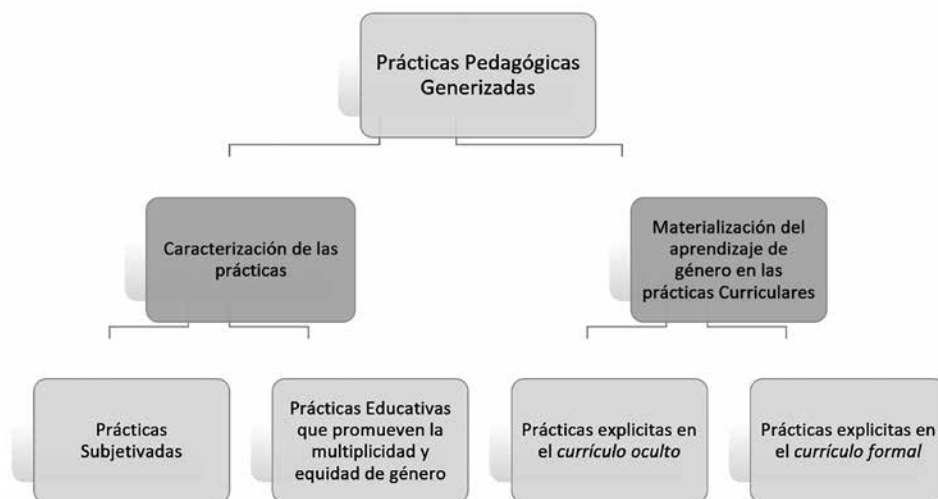 Prácticas Pedagógicas
Generizadas
Caracterización de las
prácticas
Materialización del
aprendizaje de
género en las
prácticas Curriculares
Prácticas
Subjetivadas
Prácticas Educativas
que promueven la
multiplicidad y
equidad de género
Prácticas explicitas en
el currículo oculto
Prácticas explicitas en
el currículo formal